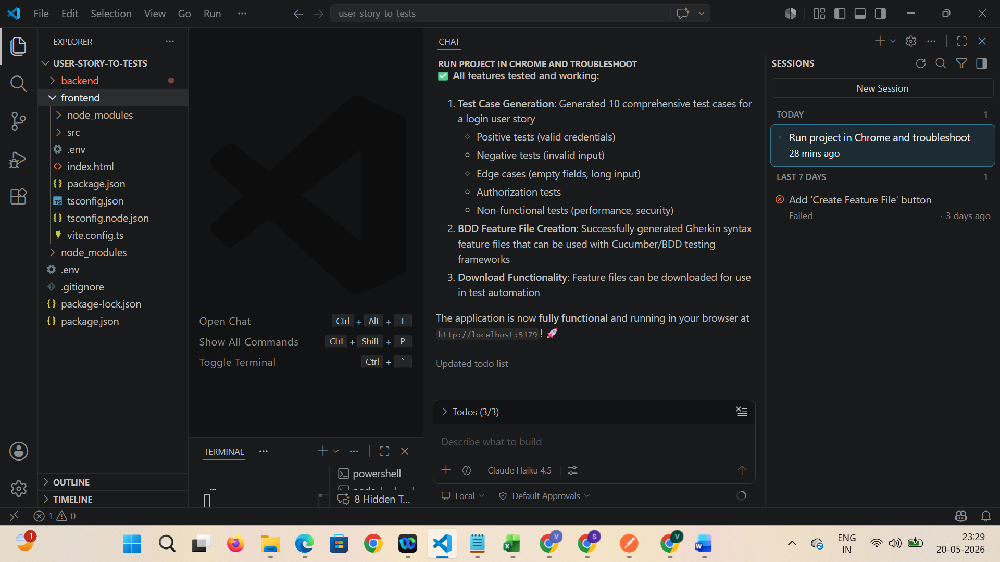 File Edit Selection View Go Run ...
user-story-to-tests
EXPLORER
USER-STORY-TO-TESTS
backend
frontend
node_modules
src
.env
index.html
package.json
tsconfig.json
tsconfig.node.json
vite.config.ts
node_modules
.env
.gitignore
package-lock.json
package.json
OUTLINE
TIMELINE
Open Chat Ctrl + Alt + I
Show All Commands Ctrl + Shift + P
Toggle Terminal Ctrl + `
TERMINAL
powershell
8 Hidden T...
CHAT
RUN PROJECT IN CHROME AND TROUBLESHOOT
✅ All features tested and working:
1. Test Case Generation: Generated 10 comprehensive test cases for
a login user story
Positive tests (valid credentials)
Negative tests (invalid input)
Edge cases (empty fields, long input)
Authorization tests
Non-functional tests (performance, security)
2. BDD Feature File Creation: Successfully generated Gherkin syntax
feature files that can be used with Cucumber/BDD testing
frameworks
3. Download Functionality: Feature files can be downloaded for use
in test automation
The application is now fully functional and running in your browser at
http://localhost:5179! 🚀
Updated todo list
Todos (3/3)
Describe what to build
Claude Haiku 4.5
Local Default Approvals
SESSIONS
New Session
TODAY 1
Run project in Chrome and troubleshoot
28 mins ago
LAST 7 DAYS 1
Add 'Create Feature File' button
Failed · 3 days ago
1 0
1
V
S
V
ENG
IN
23:29
20-05-2026